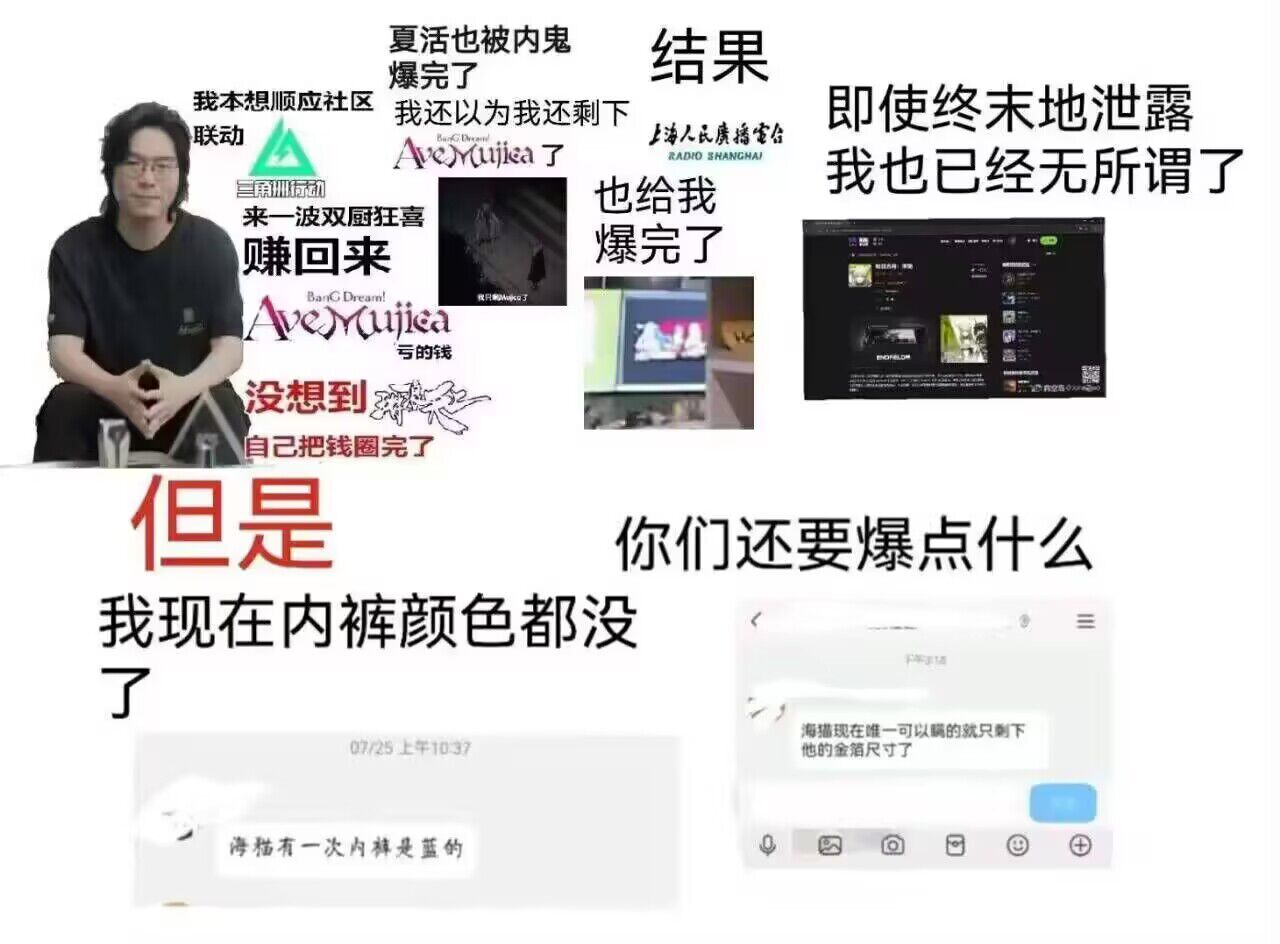 我本想顺应社区
联动
三角洲行动
来一波双厨狂喜
赚回来
BanG Dream!
Ave Mujica
亏的钱
没想到
自己把钱圈完了
夏活也被内鬼
爆完了
我还以为我还剩下
BanG Dream!
Ave Mujica 了
我只剩Mujica了
结果
上海人民廣播電台
RADIO SHANGHAI
也给我
爆完了
即使终末地泄露
我也已经无所谓了
ENDFIELD
但是
我现在内裤颜色都没
了
07/25 上午10:37
海猫有一次内裤是蓝的
你们还要爆点什么
海猫现在唯一可以瞒的就只剩下
他的金箔尺寸了